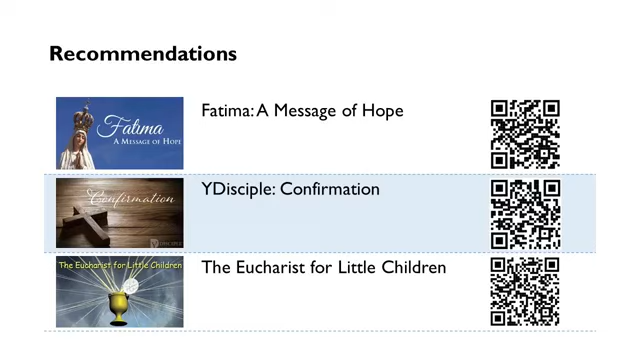 Recommendations
Fatima
A MESSAGE OF HOPE
Fatima: A Message of Hope
Confirmation
YDisciple: Confirmation
The Eucharist for Little Children
The Eucharist for Little Children